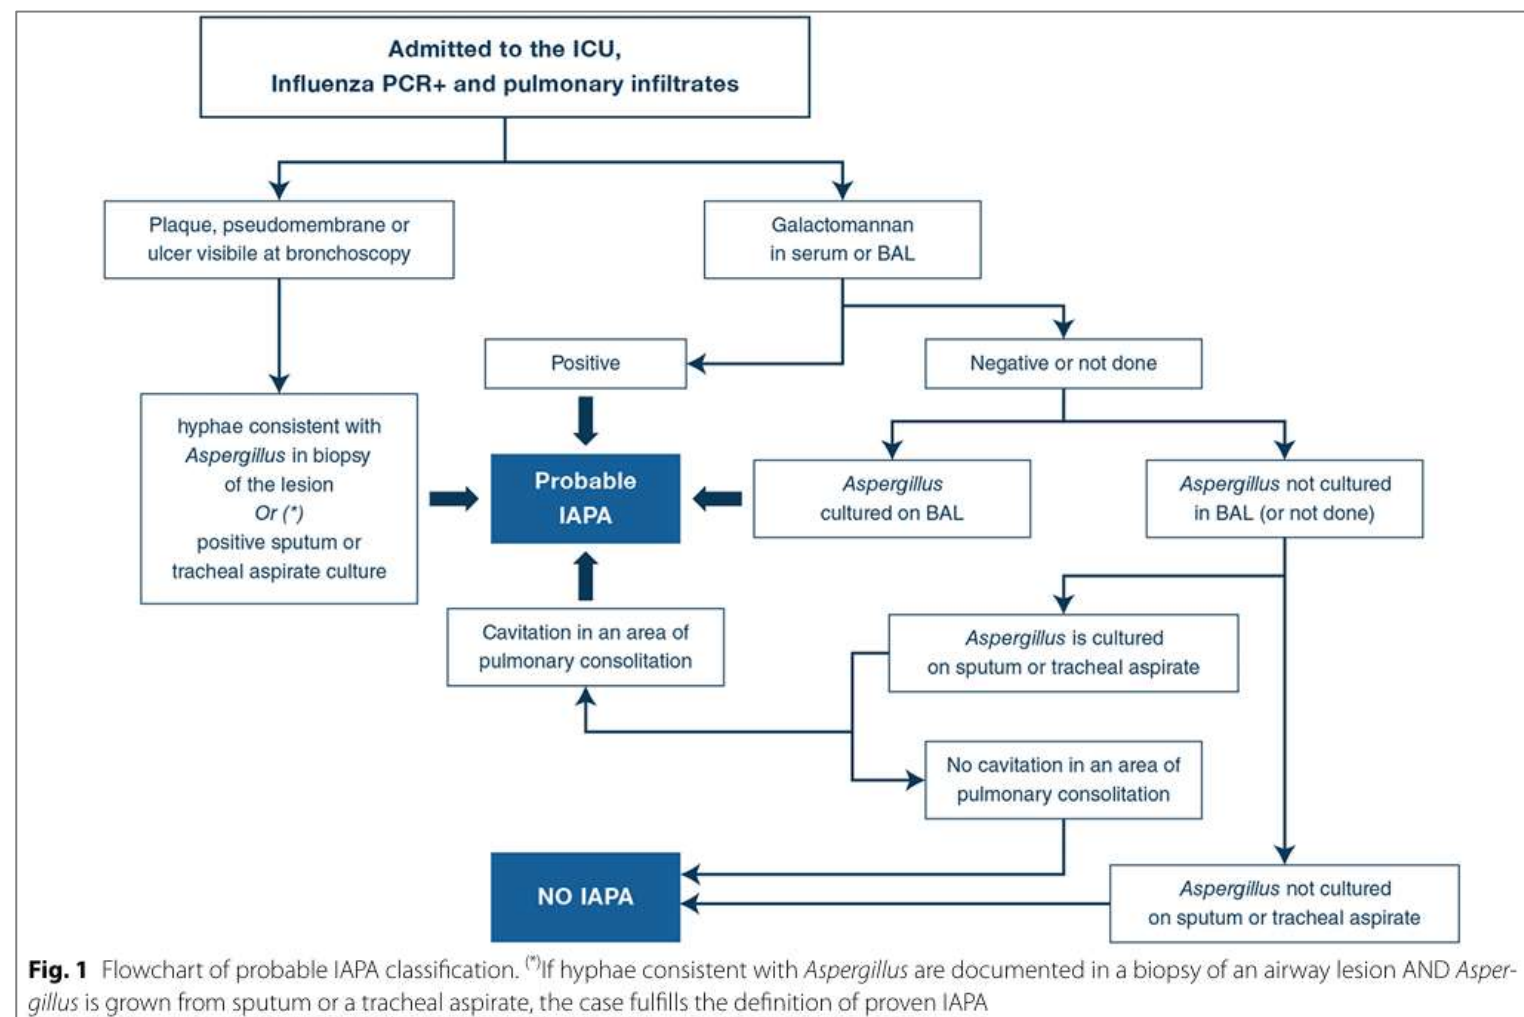 Admitted to the ICU,
Influenza PCR+ and pulmonary infiltrates
Plaque, pseudomembrane or
ulcer visibile at bronchoscopy
Galactomannan
in serum or BAL
Positive
Negative or not done
hyphae consistent with
Aspergillus in biopsy
of the lesion
Or (*)
positive sputum or
tracheal aspirate culture
Probable
IAPA
Aspergillus
cultured on BAL
Aspergillus not cultured
in BAL (or not done)
Cavitation in an area of
pulmonary consolitation
Aspergillus is cultured
on sputum or tracheal aspirate
No cavitation in an area of
pulmonary consolitation
NO IAPA
Aspergillus not cultured
on sputum or tracheal aspirate
Fig. 1 Flowchart of probable IAPA classification. (*)If hyphae consistent with Aspergillus are documented in a biopsy of an airway lesion AND Asper-
gillus is grown from sputum or a tracheal aspirate, the case fulfills the definition of proven IAPA